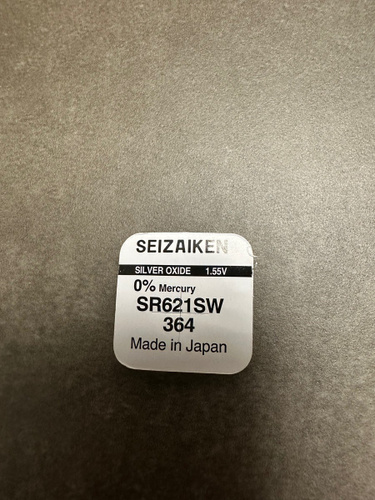 SEIZAIKEN
SILVER OXIDE 1.55V
0% Mercury
SR621SW
364
Made in Japan